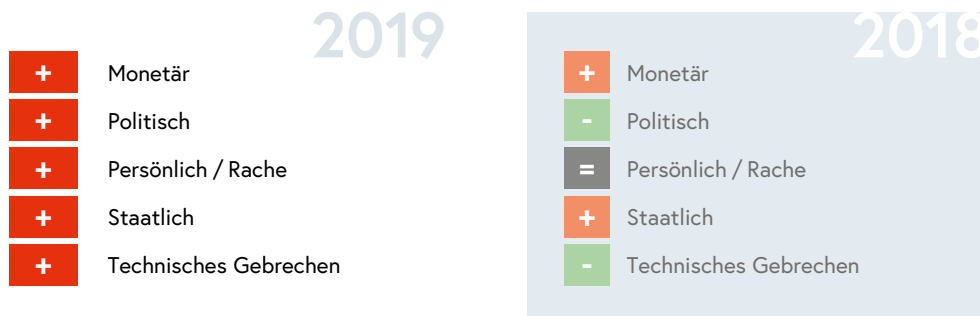 2019
+ Monetär
+ Politisch
+ Persönlich / Rache
+ Staatlich
+ Technisches Gebrechen
2018
+ Monetär
- Politisch
= Persönlich / Rache
+ Staatlich
- Technisches Gebrechen